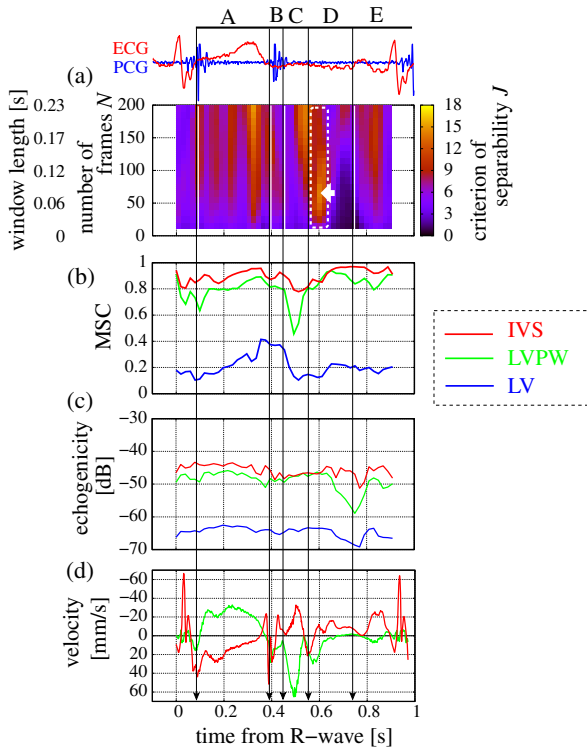 A B C D E
ECG
PCG
(a)
window length [s]
0.23
0.17
0.12
0.06
0
number of
frames N
200
150
100
50
0
18
15
12
9
6
3
0
criterion of
separability J
(b)
MSC
1
0.8
0.6
0.4
0.2
0
IVS
LVPW
LV
(c)
echogenicity
[dB]
−30
−40
−50
−60
−70
(d)
velocity
[mm/s]
−60
−40
−20
0
20
40
60
0 0.2 0.4 0.6 0.8 1
time from R−wave [s]